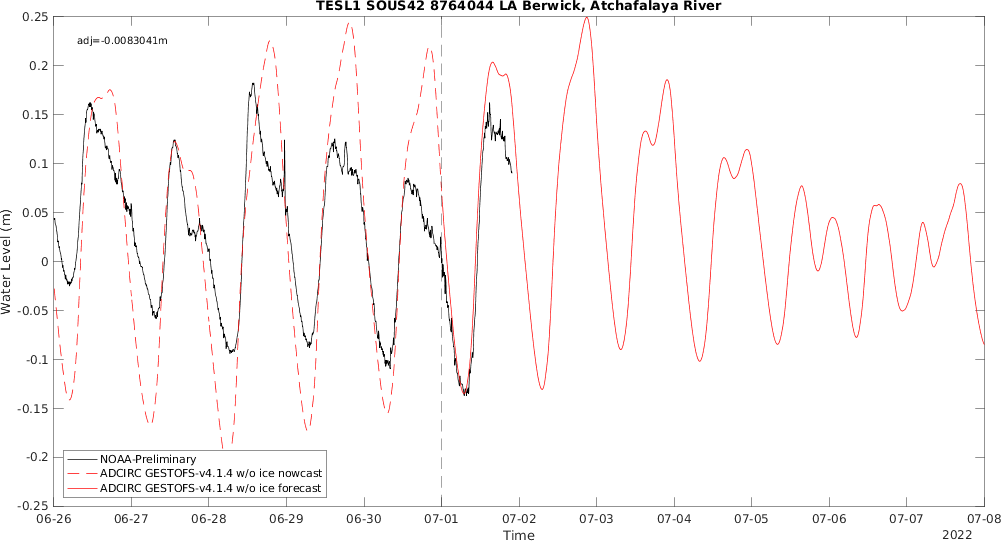 TESL1 SOUS42 8764044 LA Berwick, Atchafalaya River
adj=-0.0083041m
0.25
0.2
0.15
0.1
0.05
0
-0.05
-0.1
-0.15
-0.2
-0.25
Water Level (m)
NOAA-Preliminary
ADCIRC GESTOFS-v4.1.4 w/o ice nowcast
ADCIRC GESTOFS-v4.1.4 w/o ice forecast
06-26 06-27 06-28 06-29 06-30 07-01 07-02 07-03 07-04 07-05 07-06 07-07 07-08
Time
2022